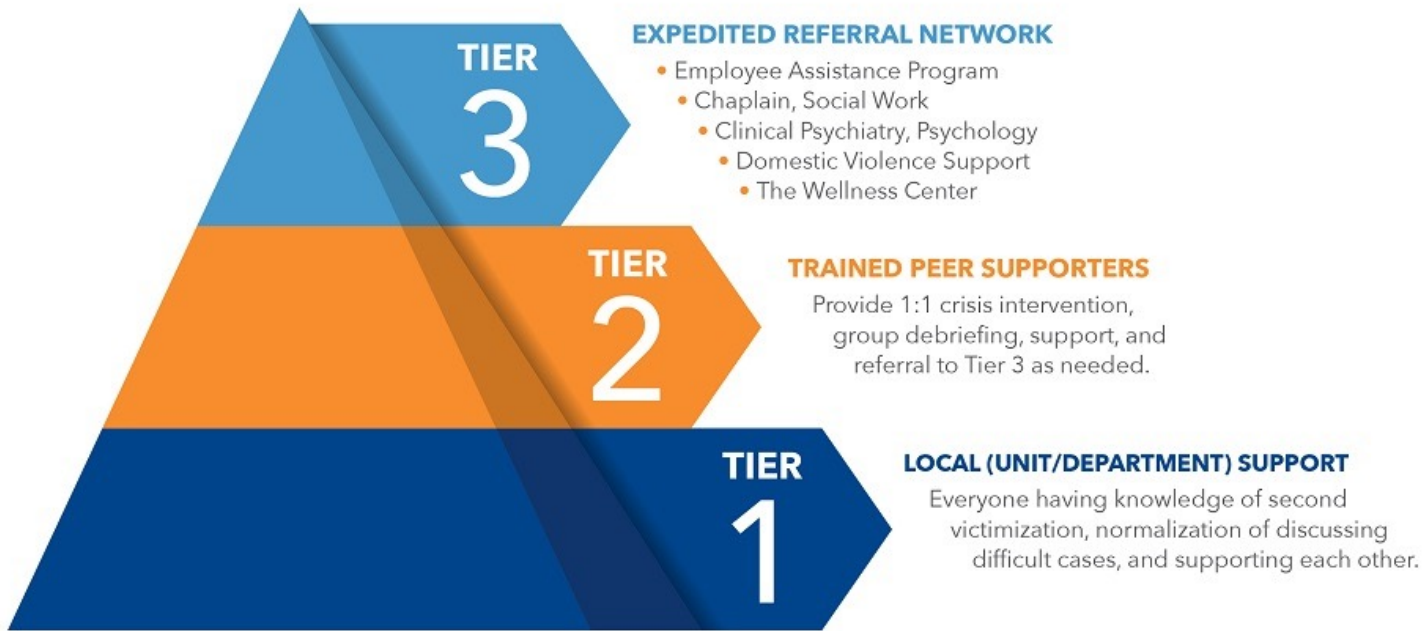 TIER
3
EXPEDITED REFERRAL NETWORK
• Employee Assistance Program
• Chaplain, Social Work
• Clinical Psychiatry, Psychology
• Domestic Violence Support
• The Wellness Center
TIER
2
TRAINED PEER SUPPORTERS
Provide 1:1 crisis intervention,
group debriefing, support, and
referral to Tier 3 as needed.
TIER
1
LOCAL (UNIT/DEPARTMENT) SUPPORT
Everyone having knowledge of second
victimization, normalization of discussing
difficult cases, and supporting each other.